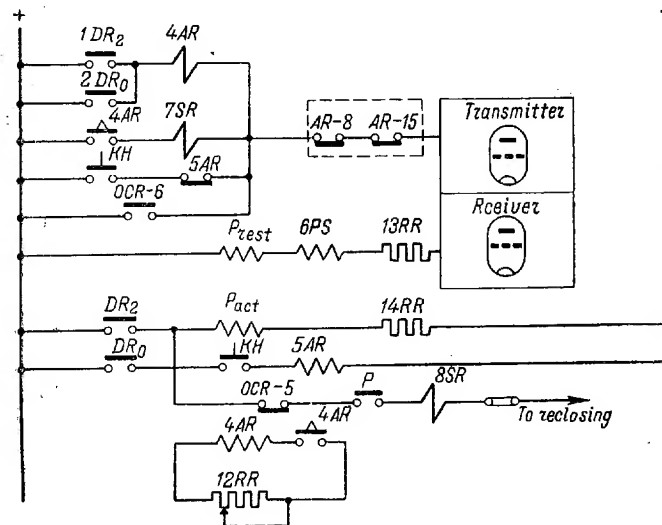 +
1DR2 4AR
2DR0
4AR 7SR AR-8 AR-15 Transmitter
KH 5AR
OCR-6 Rceiver
Prest 6PS 13RR
DR2 Pact 14RR
DR0 KH 5AR
OCR-5 P 8SR
To reclosing
4AR 4AR
12RR